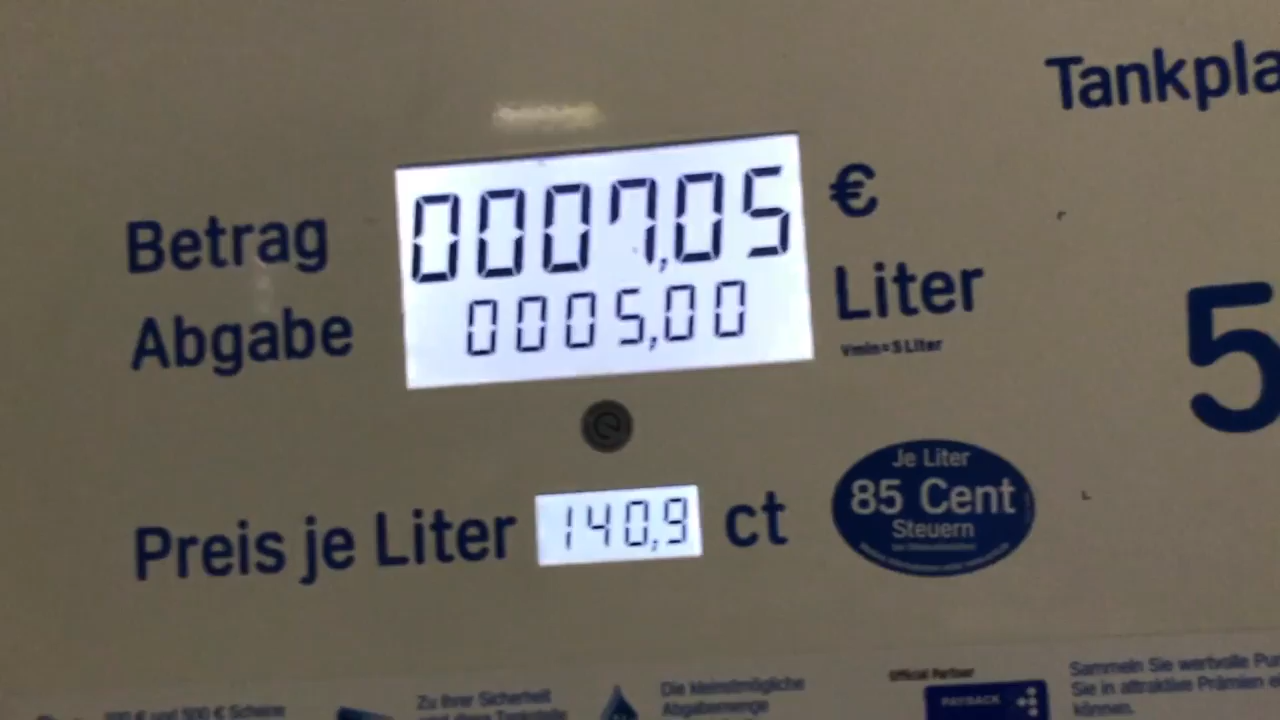 Tankpla
Betrag 0007,05 €
Abgabe 0005,00 Liter
Vmin=5 Liter
5
Preis je Liter 140,9 ct
Je Liter
85 Cent
Steuern
Official Partner
PAYBACK
Zu Ihrer Sicherheit
Die kleinstmögliche
Abgabemenge
Sammeln Sie wertvolle Pu
Sie in attraktive Prämien e
können.